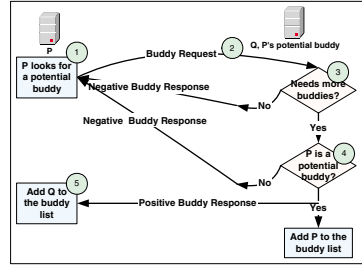 P
Q, P's potential buddy
1
2
3
P looks for
a potential
buddy
Buddy Request
Needs more
buddies?
Negative Buddy Response
No
Yes
Negative Buddy Response
4
P is a
potential
buddy?
No
5
Add Q to
the buddy
list
Positive Buddy Response
Yes
Add P to the
buddy list